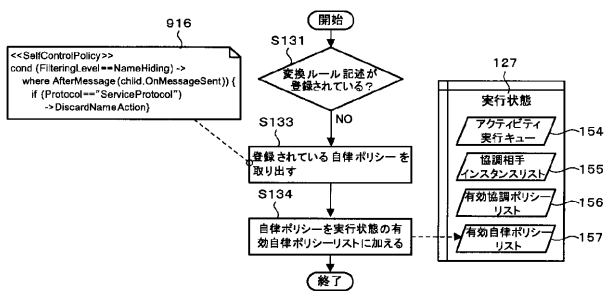 916
<<SelfControlPolicy>>
cond (FilteringLevel==NameHiding) ->
where AfterMessage(child.OnMessageSent)) {
if (Protocol=="ServiceProtocol")
->DiscardNameAction}
開始
S131
変換ルール記述が
登録されている?
NO
S133
登録されている自律ポリシーを
取り出す
S134
自律ポリシーを実行状態の有
効自律ポリシーリストに加える
終了
127
実行状態
アクティビティ
実行キュー
154
協調相手
インスタンスリスト
155
有効協調ポリシー
リスト
156
有効自律ポリシー
リスト
157